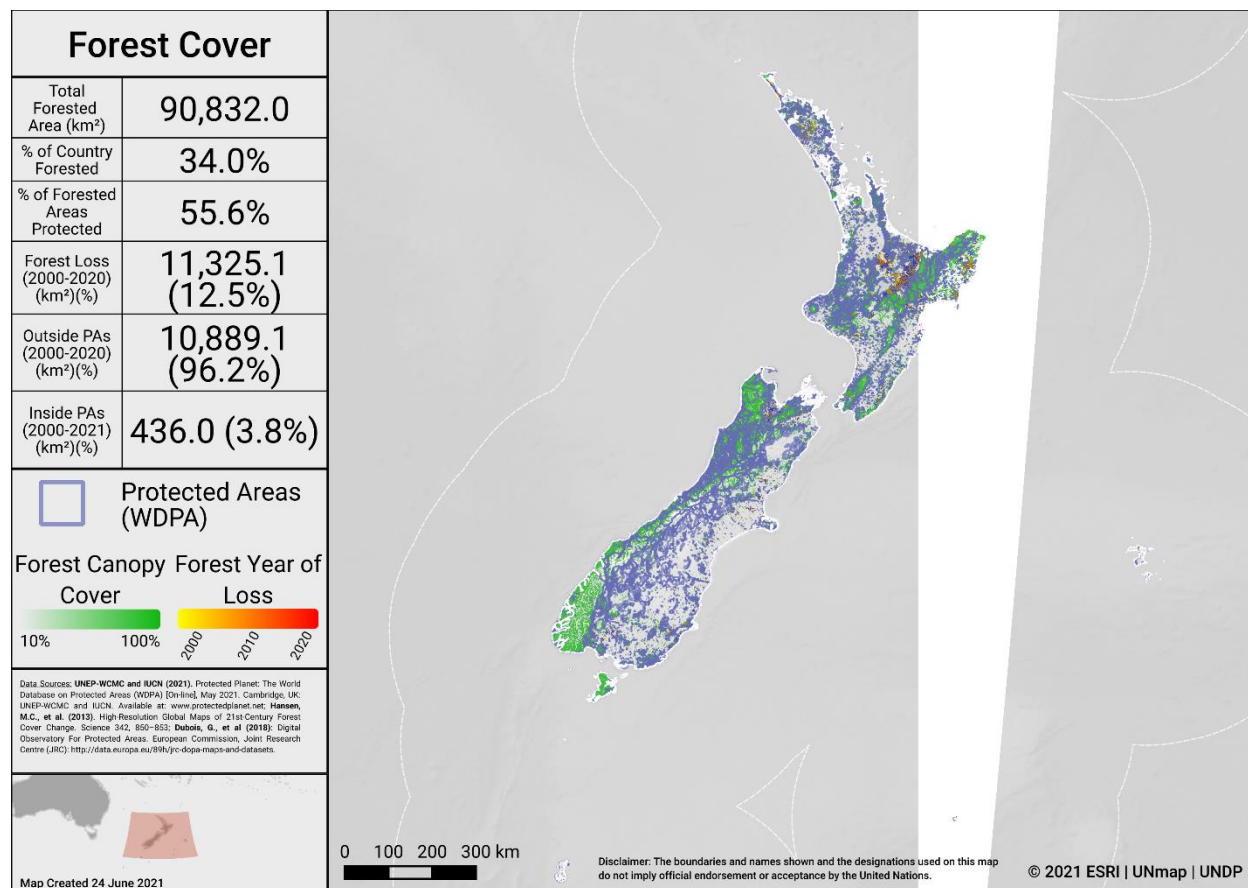 Forest Cover
Total
Forested
Area (km²)
90,832.0
% of Country
Forested
34.0%
% of Forested
Areas
Protected
55.6%
Forest Loss
(2000-2020)
(km²)(%)
11,325.1
(12.5%)
Outside PAs
(2000-2020)
(km²)(%)
10,889.1
(96.2%)
Inside PAs
(2000-2021)
(km²)(%)
436.0 (3.8%)
Protected Areas
(WDPA)
Forest Canopy
Cover
10%
100%
Forest Year of
Loss
2000
2010
2020
Data Sources: UNEP-WCMC and IUCN (2021). Protected Planet: The World
Database on Protected Areas (WDPA) [On-line], May 2021. Cambridge, UK:
UNEP-WCMC and IUCN. Available at: www.protectedplanet.net; Hansen,
M.C., et al. (2013). High-Resolution Global Maps of 21st-Century Forest
Cover Change. Science 342, 850–853; Dubois, G., et al (2018): Digital
Observatory For Protected Areas. European Commission, Joint Research
Centre (JRC): http://data.europa.eu/89h/jrc-dopa-maps-and-datasets.
Map Created 24 June 2021
0 100 200 300 km
Disclaimer: The boundaries and names shown and the designations used on this map
do not imply official endorsement or acceptance by the United Nations.
© 2021 ESRI | UNmap | UNDP